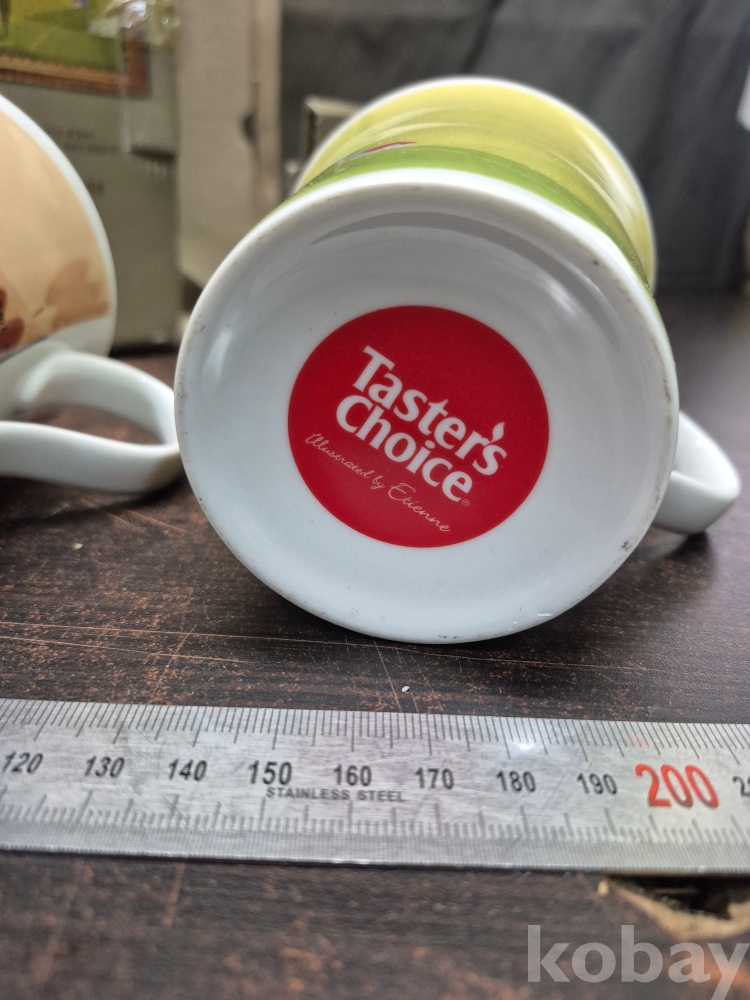 Taster's
Choice®
Illustrated by Etienne
120 130 140 150 160 170 180 190 200
STAINLESS STEEL
kobay